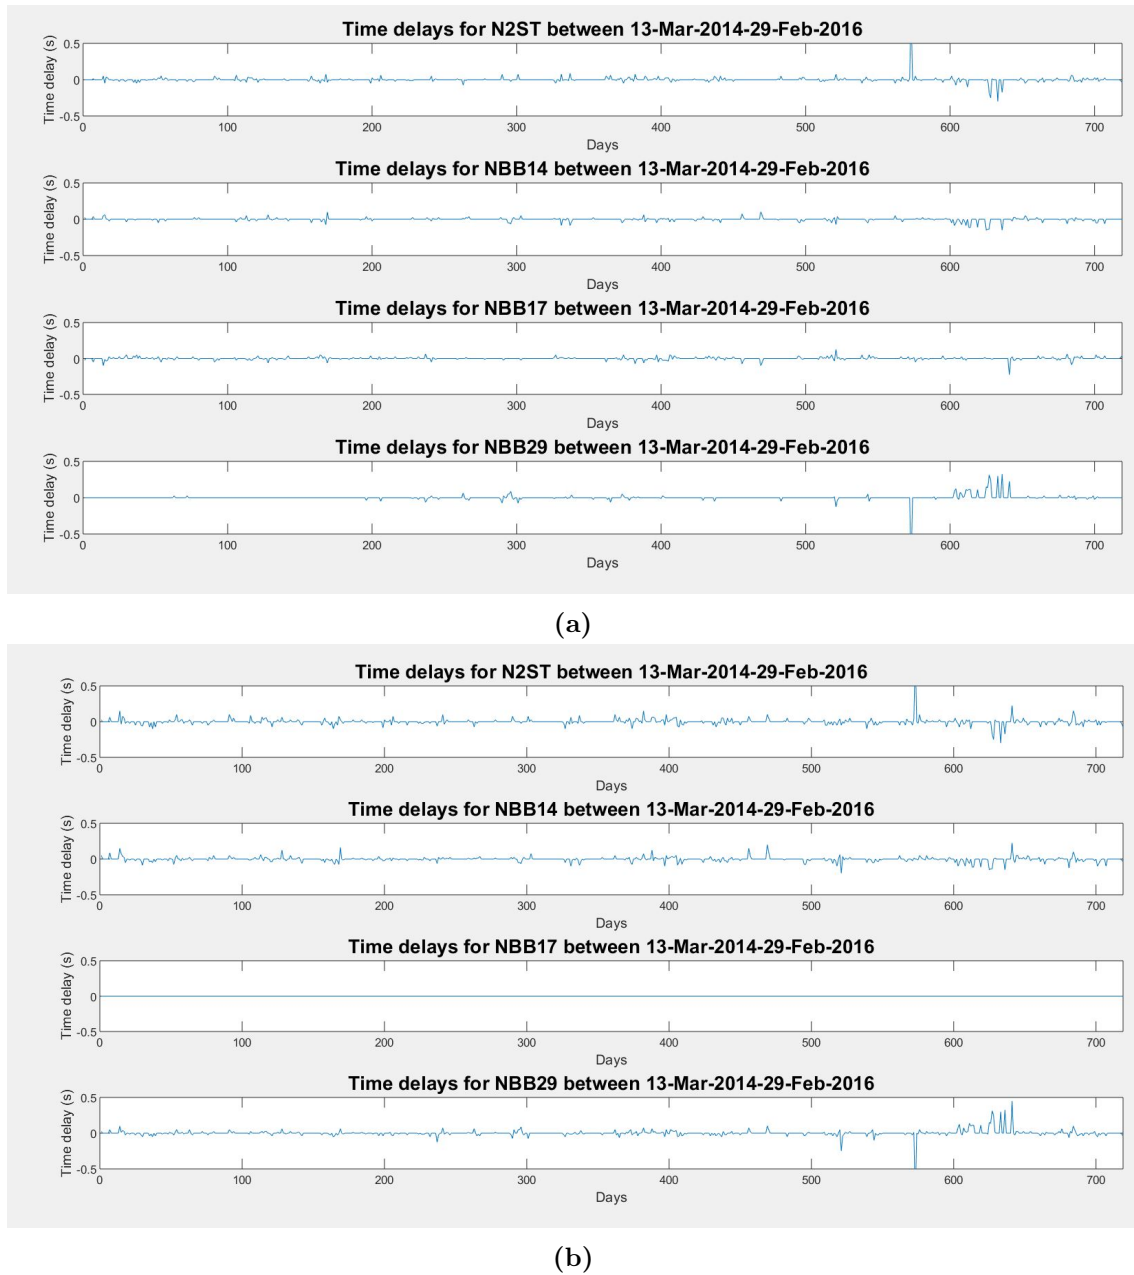 Time delays for N2ST between 13-Mar-2014-29-Feb-2016
Time delay (s)
0.5
0
-0.5
0 100 200 300 400 500 600 700
Days
Time delays for NBB14 between 13-Mar-2014-29-Feb-2016
Time delay (s)
0.5
0
-0.5
0 100 200 300 400 500 600 700
Days
Time delays for NBB17 between 13-Mar-2014-29-Feb-2016
Time delay (s)
0.5
0
-0.5
0 100 200 300 400 500 600 700
Days
Time delays for NBB29 between 13-Mar-2014-29-Feb-2016
Time delay (s)
0.5
0
-0.5
0 100 200 300 400 500 600 700
Days
(a)
Time delays for N2ST between 13-Mar-2014-29-Feb-2016
Time delay (s)
0.5
0
-0.5
0 100 200 300 400 500 600 700
Days
Time delays for NBB14 between 13-Mar-2014-29-Feb-2016
Time delay (s)
0.5
0
-0.5
0 100 200 300 400 500 600 700
Days
Time delays for NBB17 between 13-Mar-2014-29-Feb-2016
Time delay (s)
0.5
0
-0.5
0 100 200 300 400 500 600 700
Days
Time delays for NBB29 between 13-Mar-2014-29-Feb-2016
Time delay (s)
0.5
0
-0.5
0 100 200 300 400 500 600 700
Days
(b)